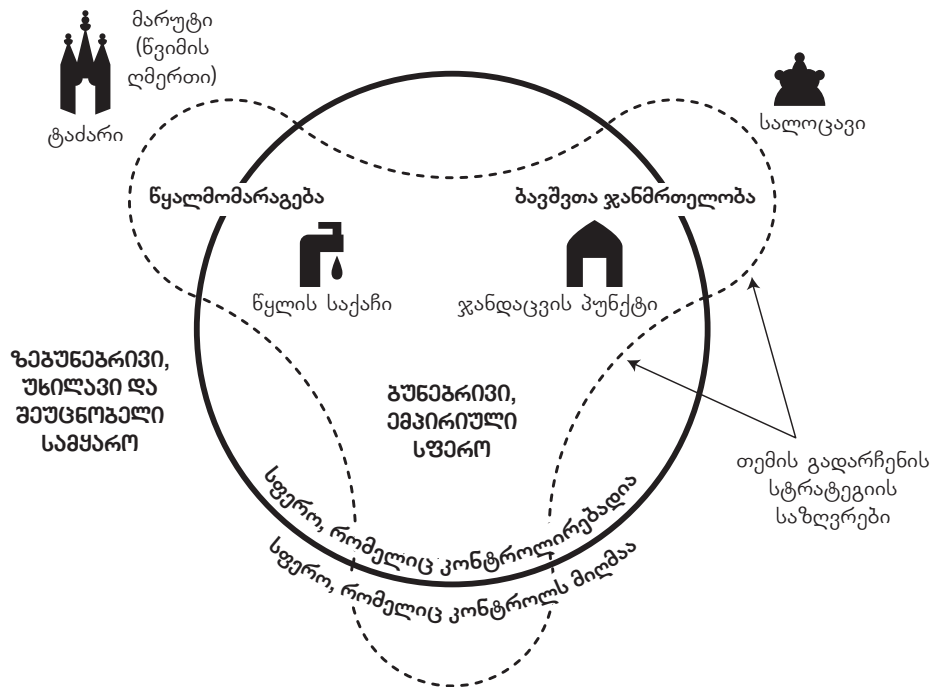 მარუტი
(წვიმის
ღმერთი)
ტაძარი
სალოცავი
წყალმომარაგება
ბავშვთა ჯანმრთელობა
წყლის საქაჩი
ჯანდაცვის პუნქტი
ზებუნებრივი,
უხილავი და
შეუცნობელი
სამყარო
ბუნებრივი,
ემპირიული
სფერო
თემის გადარჩენის
სტრატეგიის
საზღვრები
სფერო, რომელიც კონტროლირებადია
სფერო, რომელიც კონტროლს მიღმაა